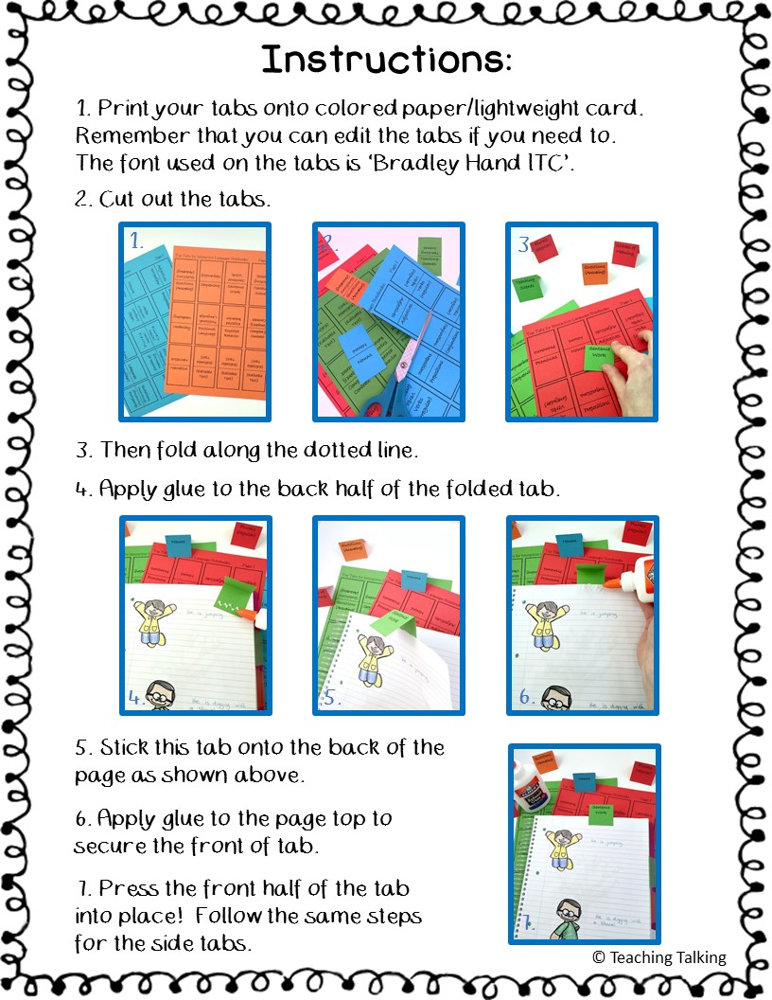 Instructions:
1. Print your tabs onto colored paper/lightweight card.
Remember that you can edit the tabs if you need to.
The font used on the tabs is ‘Bradley Hand ITC’.
2. Cut out the tabs.
1.
2.
3
Sentence
Work
3. Then fold along the dotted line.
4. Apply glue to the back half of the folded tab.
4.
5.
6.
He is jumping.
5. Stick this tab onto the back of the
page as shown above.
6. Apply glue to the page top to
secure the front of tab.
7. Press the front half of the tab
into place!  Follow the same steps
for the side tabs.
7.
© Teaching Talking